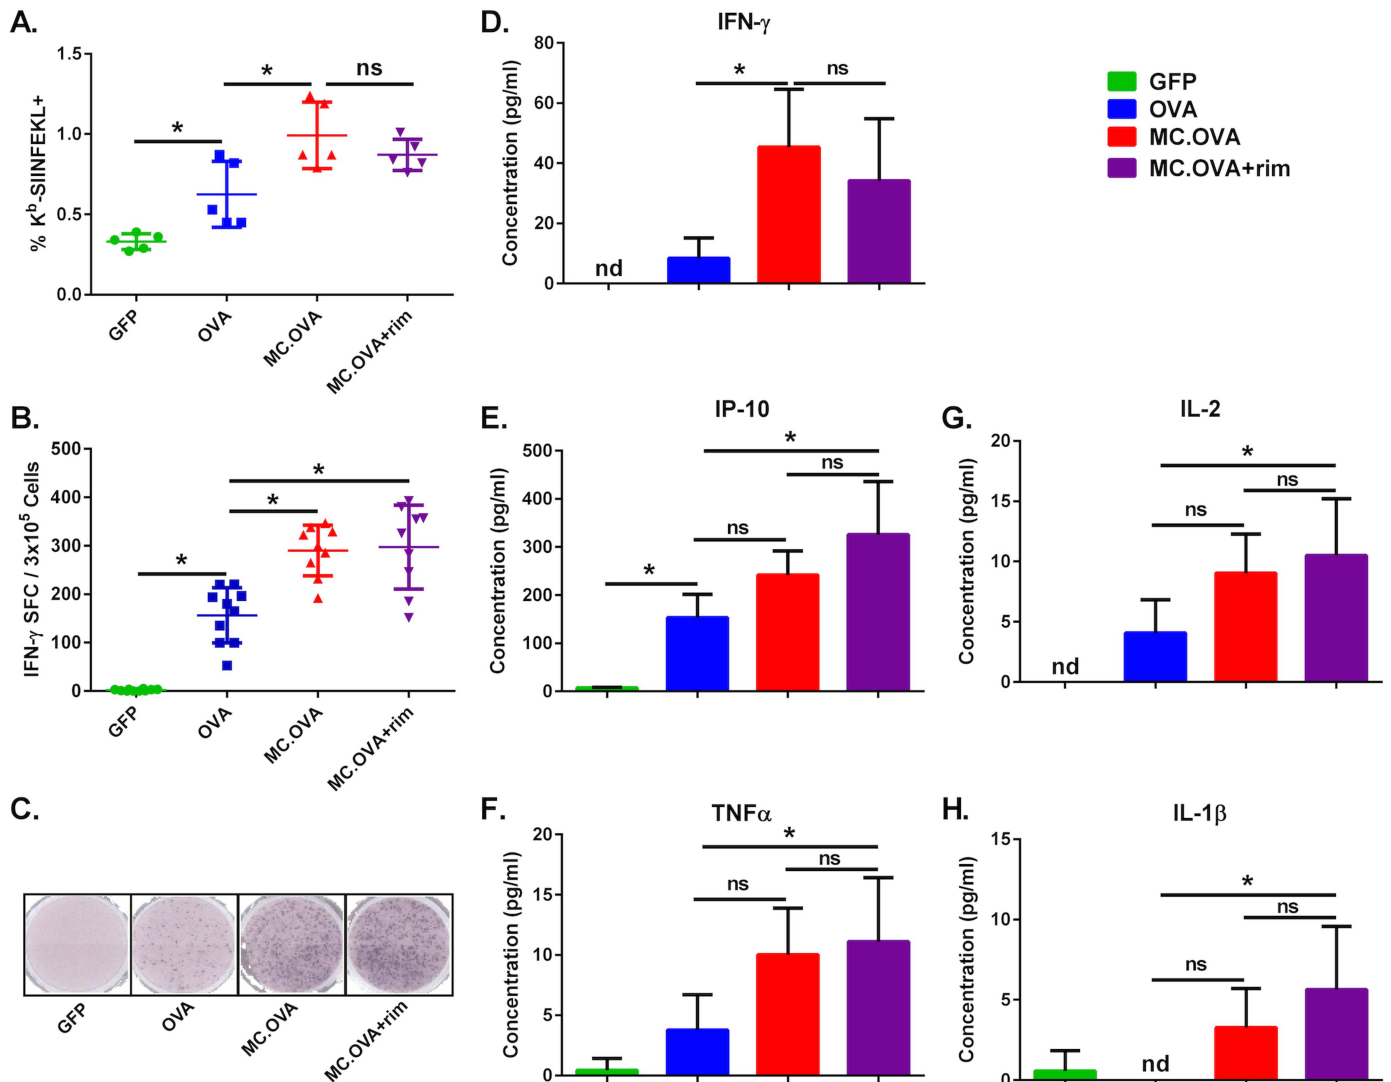 A.
% Kᵇ-SIINFEKL+
1.5
1.0
0.5
0.0
*
*
ns
GFP
OVA
MC.OVA
MC.OVA+rim
D.
IFN-γ
Concentration (pg/ml)
80
60
40
20
0
nd
*
ns
GFP
OVA
MC.OVA
MC.OVA+rim
B.
IFN-γ SFC / 3x10⁵ Cells
500
400
300
200
100
0
*
*
*
GFP
OVA
MC.OVA
MC.OVA+rim
E.
IP-10
Concentration (pg/ml)
500
400
300
200
100
0
*
ns
*
ns
G.
IL-2
Concentration (pg/ml)
20
15
10
5
0
nd
ns
*
ns
C.
GFP
OVA
MC.OVA
MC.OVA+rim
F.
TNFα
Concentration (pg/ml)
20
15
10
5
0
ns
*
ns
H.
IL-1β
Concentration (pg/ml)
15
10
5
0
nd
ns
*
ns